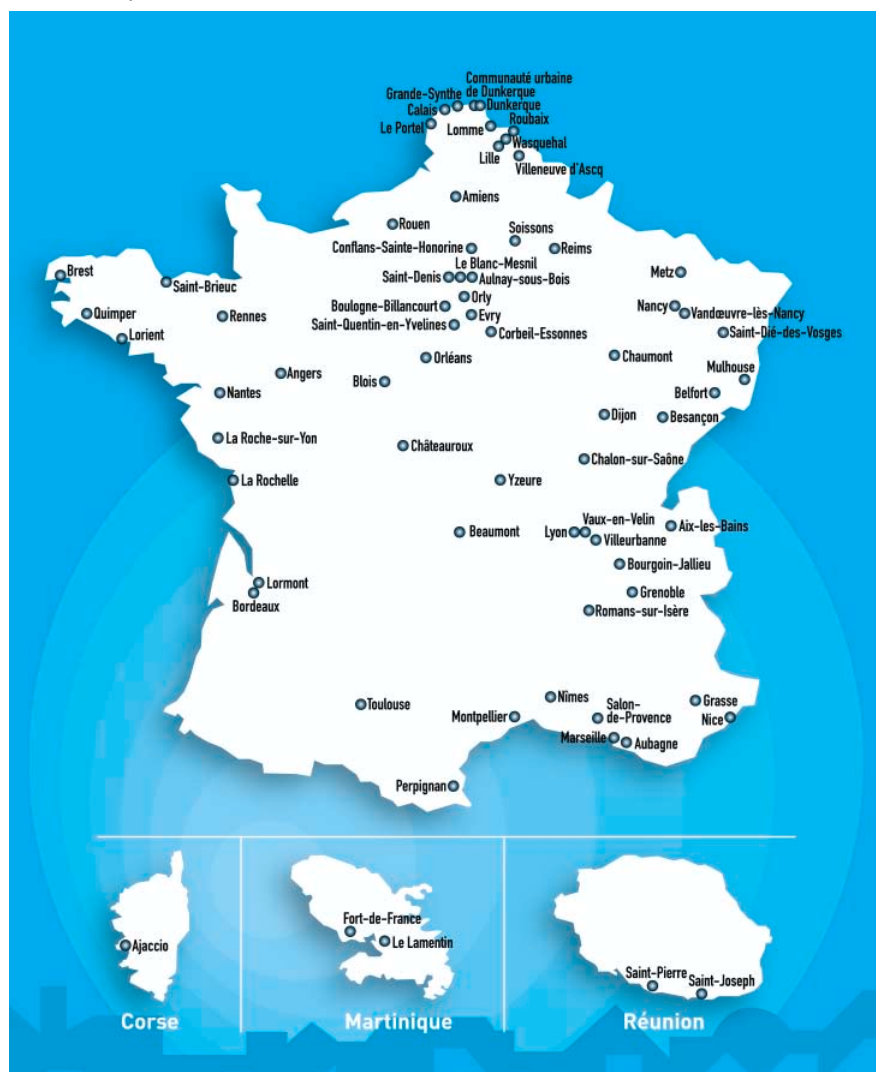 Communauté urbaine
de Dunkerque
Grande-Synthe
Dunkerque
Calais
Roubaix
Le Portel
Lomme
Wasquehal
Lille
Villeneuve d'Ascq
Amiens
Rouen
Soissons
Conflans-Sainte-Honorine
Reims
Le Blanc-Mesnil
Brest
Saint-Denis
Aulnay-sous-Bois
Metz
Saint-Brieuc
Orly
Boulogne-Billancourt
Nancy
Quimper
Rennes
Evry
Vandœuvre-lès-Nancy
Saint-Quentin-en-Yvelines
Lorient
Corbeil-Essonnes
Saint-Dié-des-Vosges
Orléans
Chaumont
Mulhouse
Angers
Blois
Nantes
Belfort
Dijon
Besançon
La Roche-sur-Yon
Châteauroux
Chalon-sur-Saône
La Rochelle
Yzeure
Vaux-en-Velin
Aix-les-Bains
Beaumont
Lyon
Villeurbanne
Bourgoin-Jallieu
Lormont
Grenoble
Bordeaux
Romans-sur-Isère
Nîmes
Grasse
Toulouse
Salon-
de-Provence
Montpellier
Nice
Marseille
Aubagne
Perpignan
Fort-de-France
Ajaccio
Le Lamentin
Saint-Pierre
Saint-Joseph
Corse
Martinique
Réunion